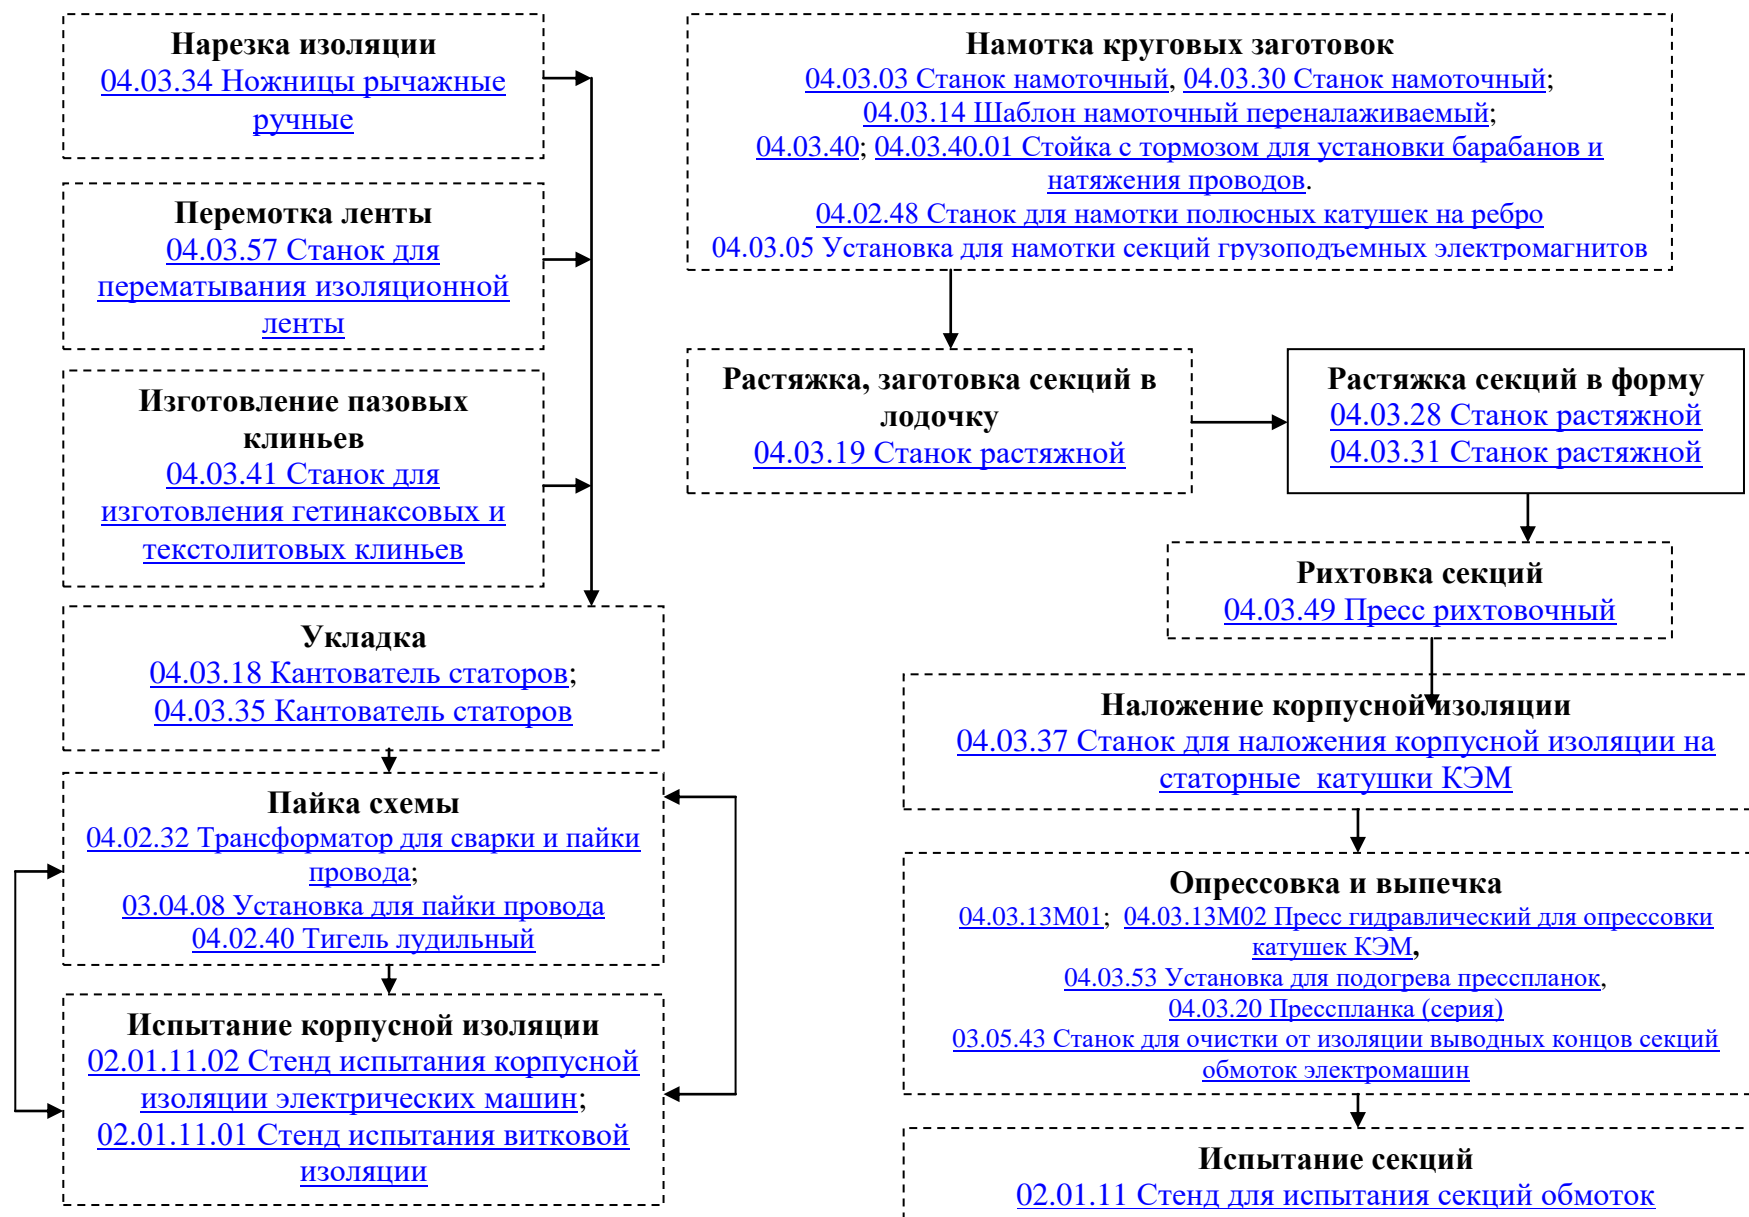 Нарезка изоляции
04.03.34 Ножницы рычажные
ручные
Перемотка ленты
04.03.57 Станок для
перематывания изоляционной
ленты
Изготовление пазовых
клиньев
04.03.41 Станок для
изготовления гетинаксовых и
текстолитовых клиньев
Укладка
04.03.18 Кантователь статоров;
04.03.35 Кантователь статоров
Пайка схемы
04.02.32 Трансформатор для сварки и пайки
провода;
03.04.08 Установка для пайки провода
04.02.40 Тигель лудильный
Испытание корпусной изоляции
02.01.11.02 Стенд испытания корпусной
изоляции электрических машин;
02.01.11.01 Стенд испытания витковой
изоляции
Намотка круговых заготовок
04.03.03 Станок намоточный, 04.03.30 Станок намоточный;
04.03.14 Шаблон намоточный переналаживаемый;
04.03.40; 04.03.40.01 Стойка с тормозом для установки барабанов и
натяжения проводов.
04.02.48 Станок для намотки полюсных катушек на ребро
04.03.05 Установка для намотки секций грузоподъемных электромагнитов
Растяжка, заготовка секций в
лодочку
04.03.19 Станок растяжной
Растяжка секций в форму
04.03.28 Станок растяжной
04.03.31 Станок растяжной
Рихтовка секций
04.03.49 Пресс рихтовочный
Наложение корпусной изоляции
04.03.37 Станок для наложения корпусной изоляции на
статорные катушки КЭМ
Опрессовка и выпечка
04.03.13М01; 04.03.13М02 Пресс гидравлический для опрессовки
катушек КЭМ,
04.03.53 Установка для подогрева прессланок,
04.03.20 Прессланка (серия)
03.05.43 Станок для очистки от изоляции выводных концов секций
обмоток электромашин
Испытание секций
02.01.11 Стенд для испытания секций обмоток